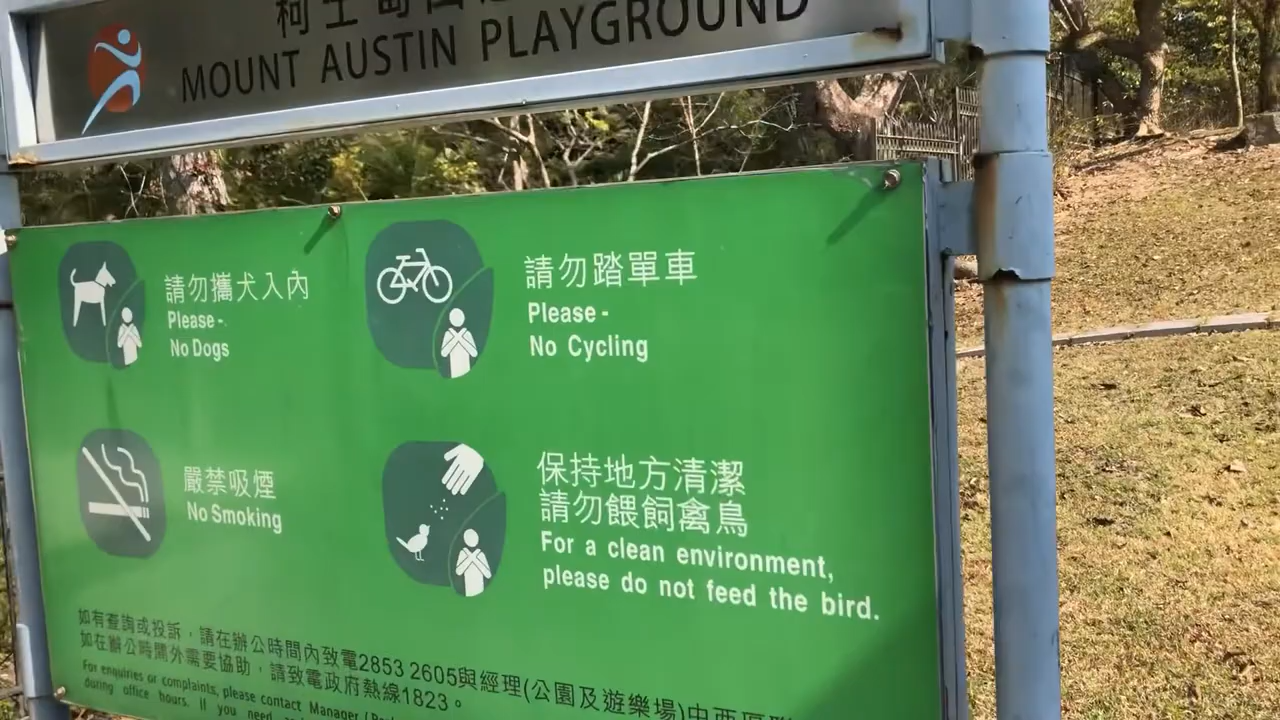 柯士
MOUNT AUSTIN PLAYGROUND
請勿攜犬入內
Please -
No Dogs
請勿踏單車
Please -
No Cycling
嚴禁吸煙
No Smoking
保持地方清潔
請勿餵飼禽鳥
For a clean environment,
please do not feed the bird.
如有查詢或投訴，請在辦公時間內致電2853 2605與經理(公園及遊樂場)中西區
如在辦公時間外需要協助，請致電政府熱線1823。
For enquiries or complaints, please contact Manager
during office hours. If you need